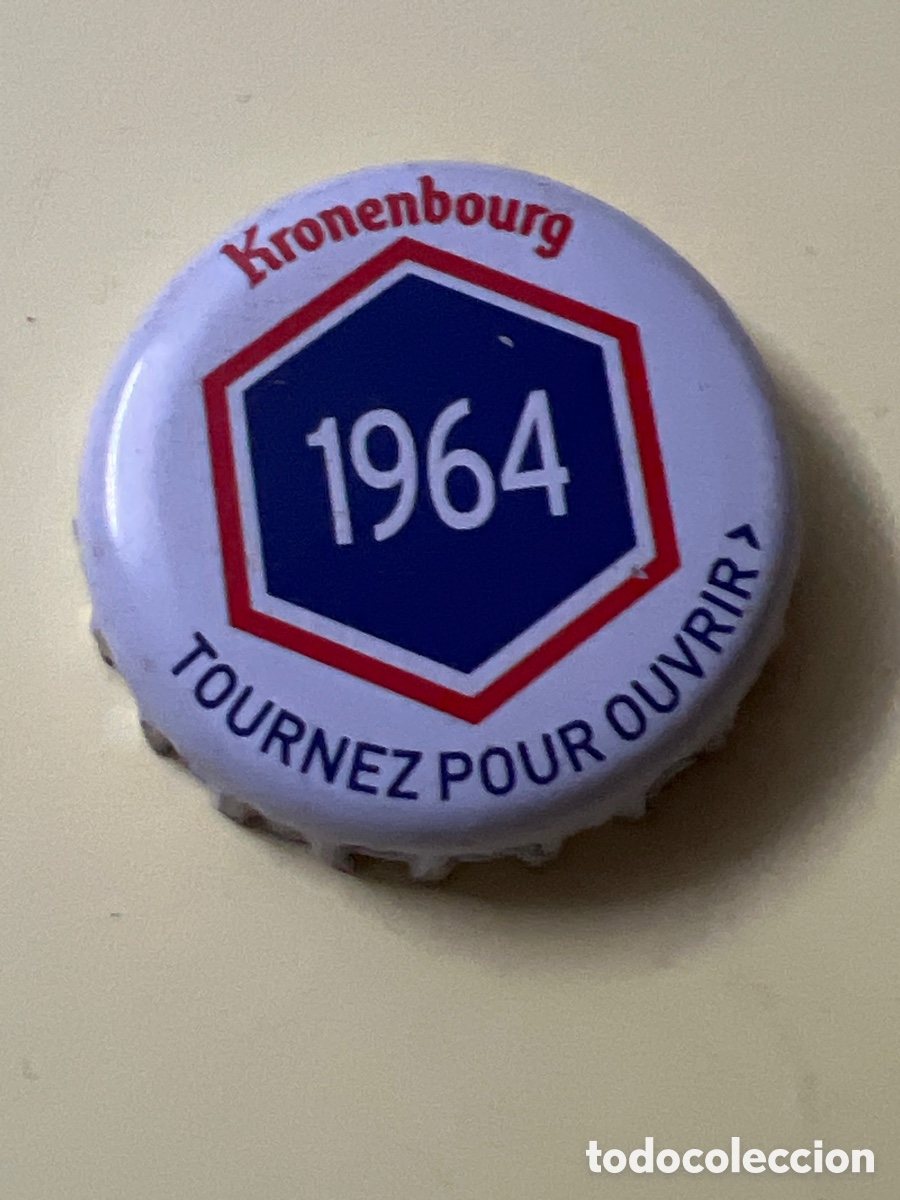 Kronenbourg
1964
TOURNEZ POUR OUVRIR >
todocoleccion